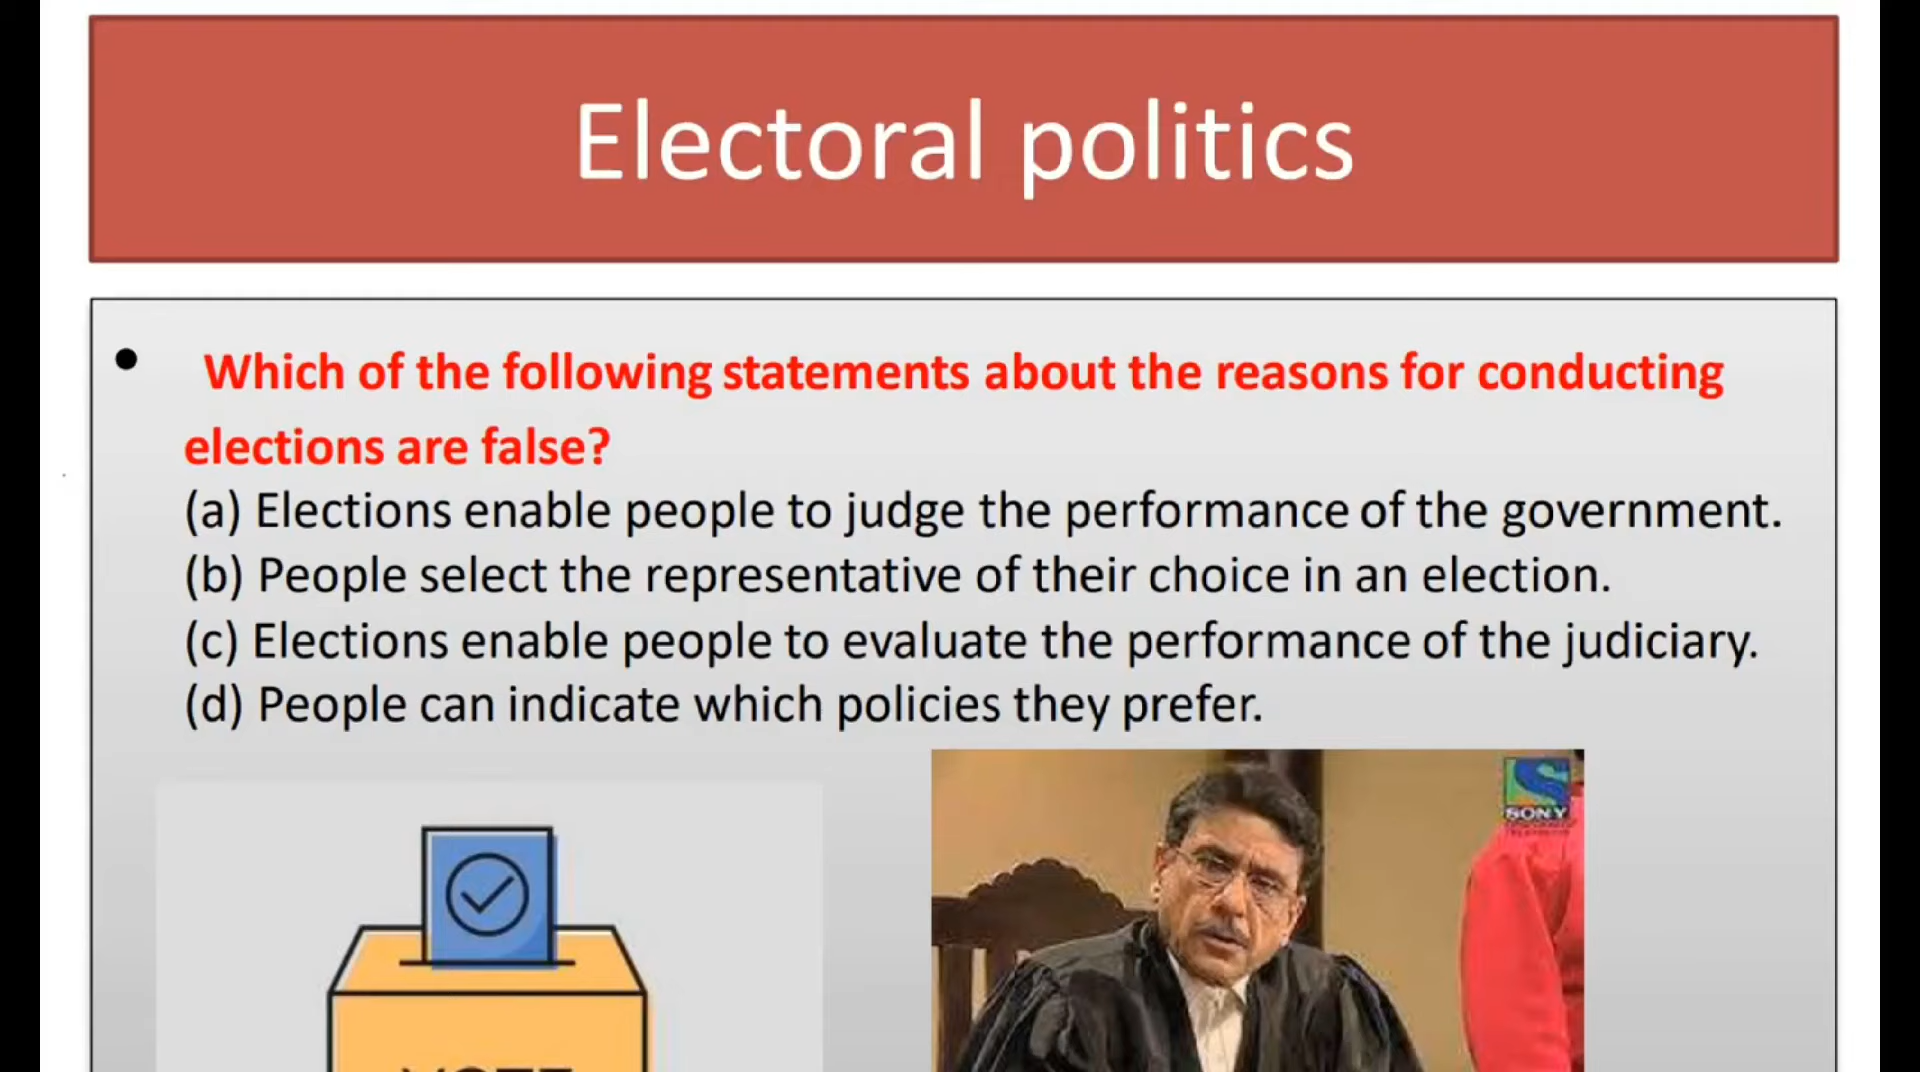 Electoral politics
• Which of the following statements about the reasons for conducting
elections are false?
(a) Elections enable people to judge the performance of the government.
(b) People select the representative of their choice in an election.
(c) Elections enable people to evaluate the performance of the judiciary.
(d) People can indicate which policies they prefer.
SONY
VOTE